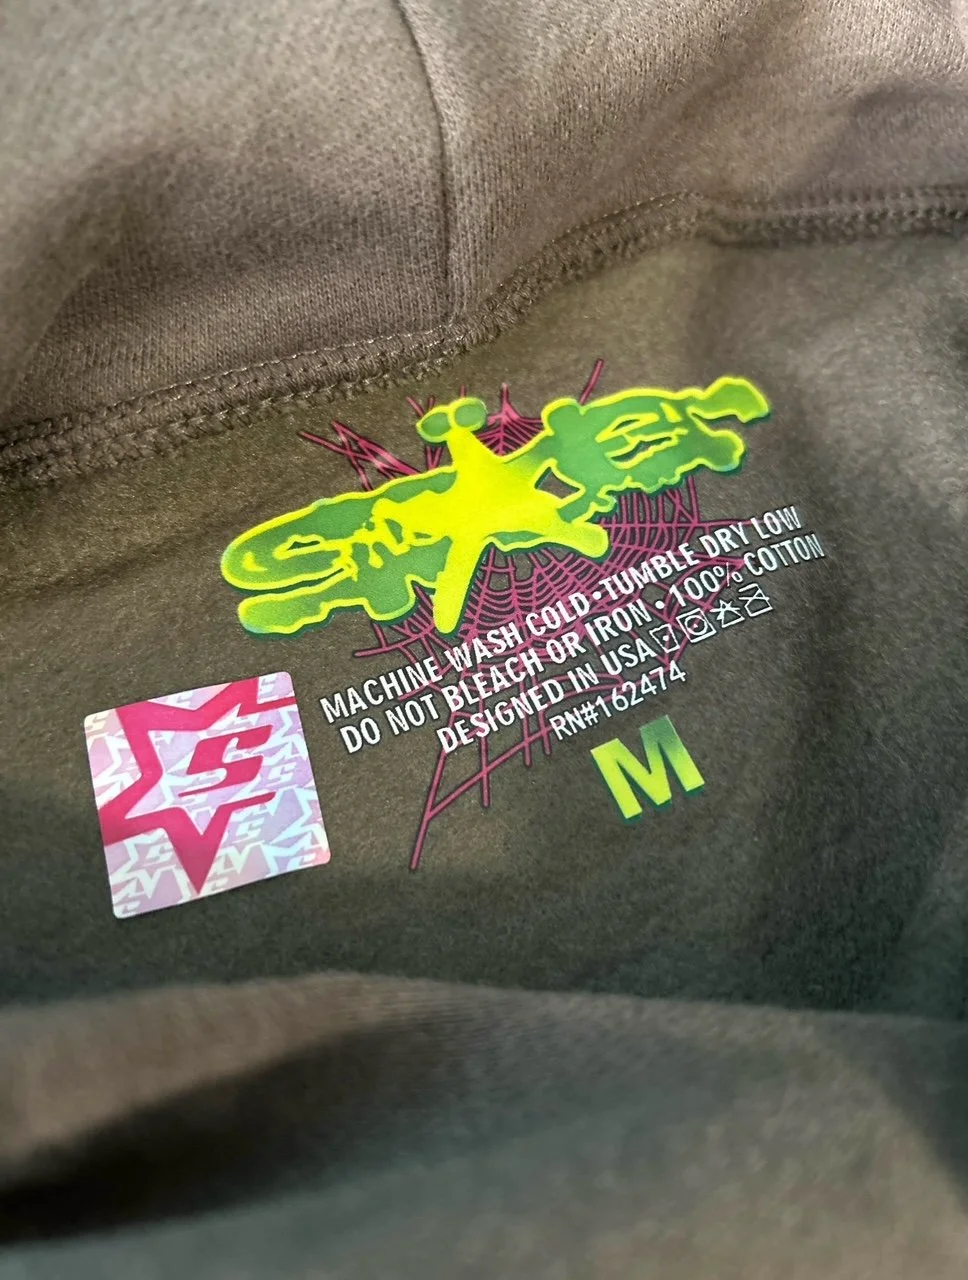 MACHINE WASH COLD•TUMBLE DRY LOW
DO NOT BLEACH OR IRON • 100% COTTON
DESIGNED IN USA
RN#162474
M
S